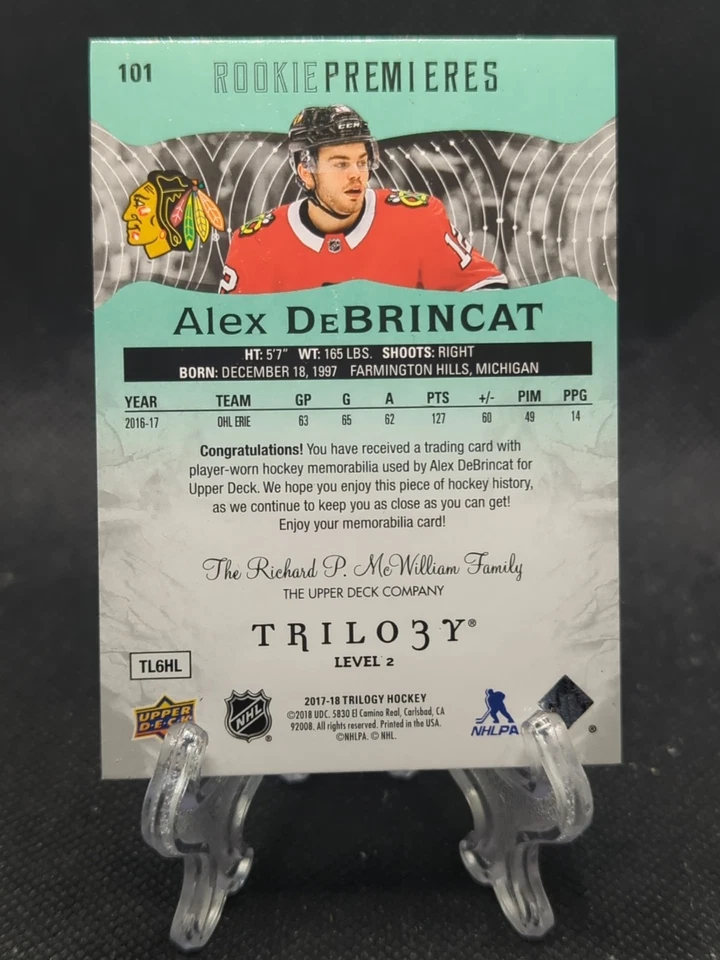 101
ROOKIE PREMIERES
CCM
12
ALEX DEBRINCAT
HT: 5'7" WT: 165 LBS. SHOOTS: RIGHT
BORN: DECEMBER 18, 1997 FARMINGTON HILLS, MICHIGAN
YEAR TEAM GP G A PTS +/- PIM PPG
2016-17 OHL ERIE 63 65 62 127 60 49 14
Congratulations! You have received a trading card with
player-worn hockey memorabilia used by Alex DeBrincat for
Upper Deck. We hope you enjoy this piece of hockey history,
as we continue to keep you as close as you can get!
Enjoy your memorabilia card!
The Richard P. McWilliam Family
THE UPPER DECK COMPANY
TRILO3Y®
LEVEL 2
TL6HL
UPPER
DECK
NHL
®
2017-18 TRILOGY HOCKEY
©2018 UDC. 5830 El Camino Real, Carlsbad, CA
92008. All rights reserved. Printed in the USA.
©NHLPA. © NHL.
NHLPA
®